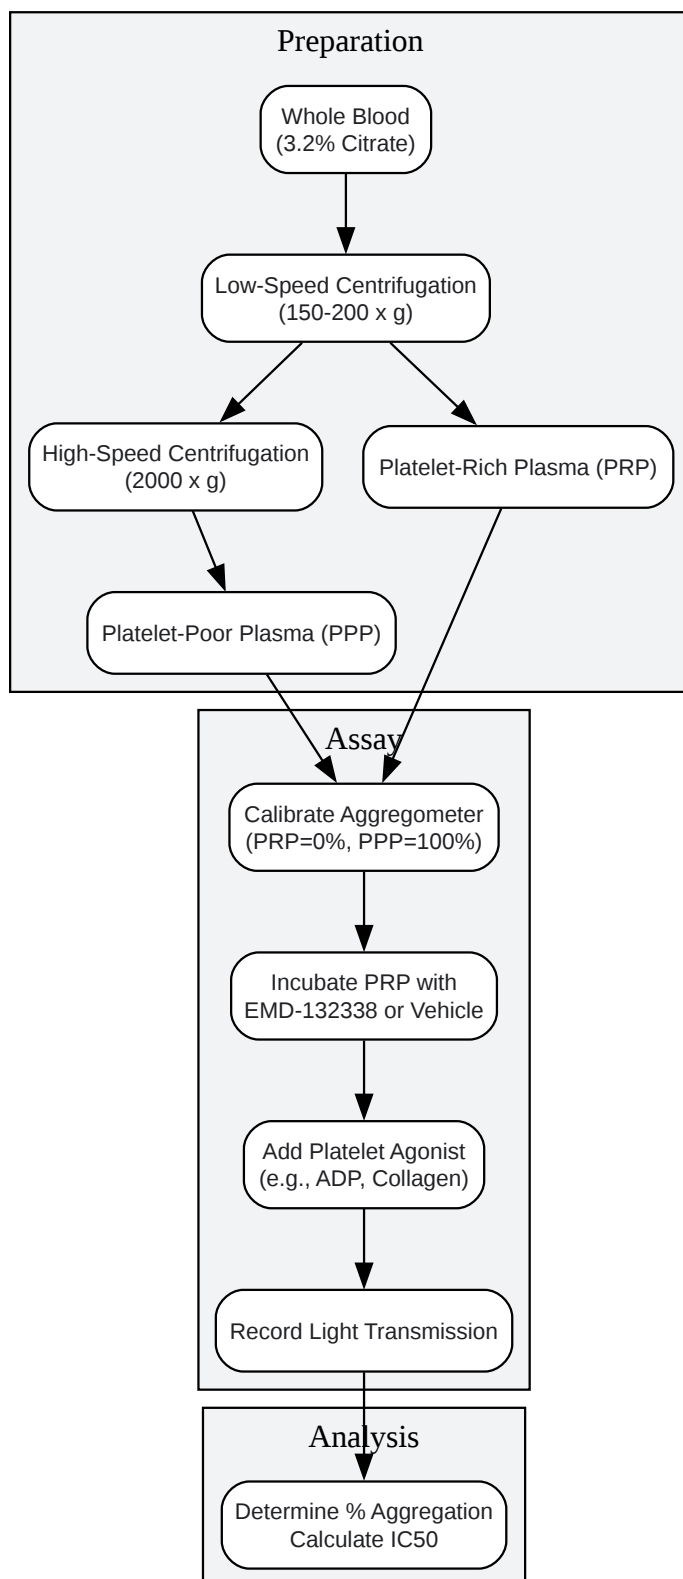 Preparation
Whole Blood
(3.2% Citrate)
Low-Speed Centrifugation
(150-200 x g)
High-Speed Centrifugation
(2000 x g)
Platelet-Rich Plasma (PRP)
Platelet-Poor Plasma (PPP)
Assay
Calibrate Aggregometer
(PRP=0%, PPP=100%)
Incubate PRP with
EMD-132338 or Vehicle
Add Platelet Agonist
(e.g., ADP, Collagen)
Record Light Transmission
Analysis
Determine % Aggregation
Calculate IC50